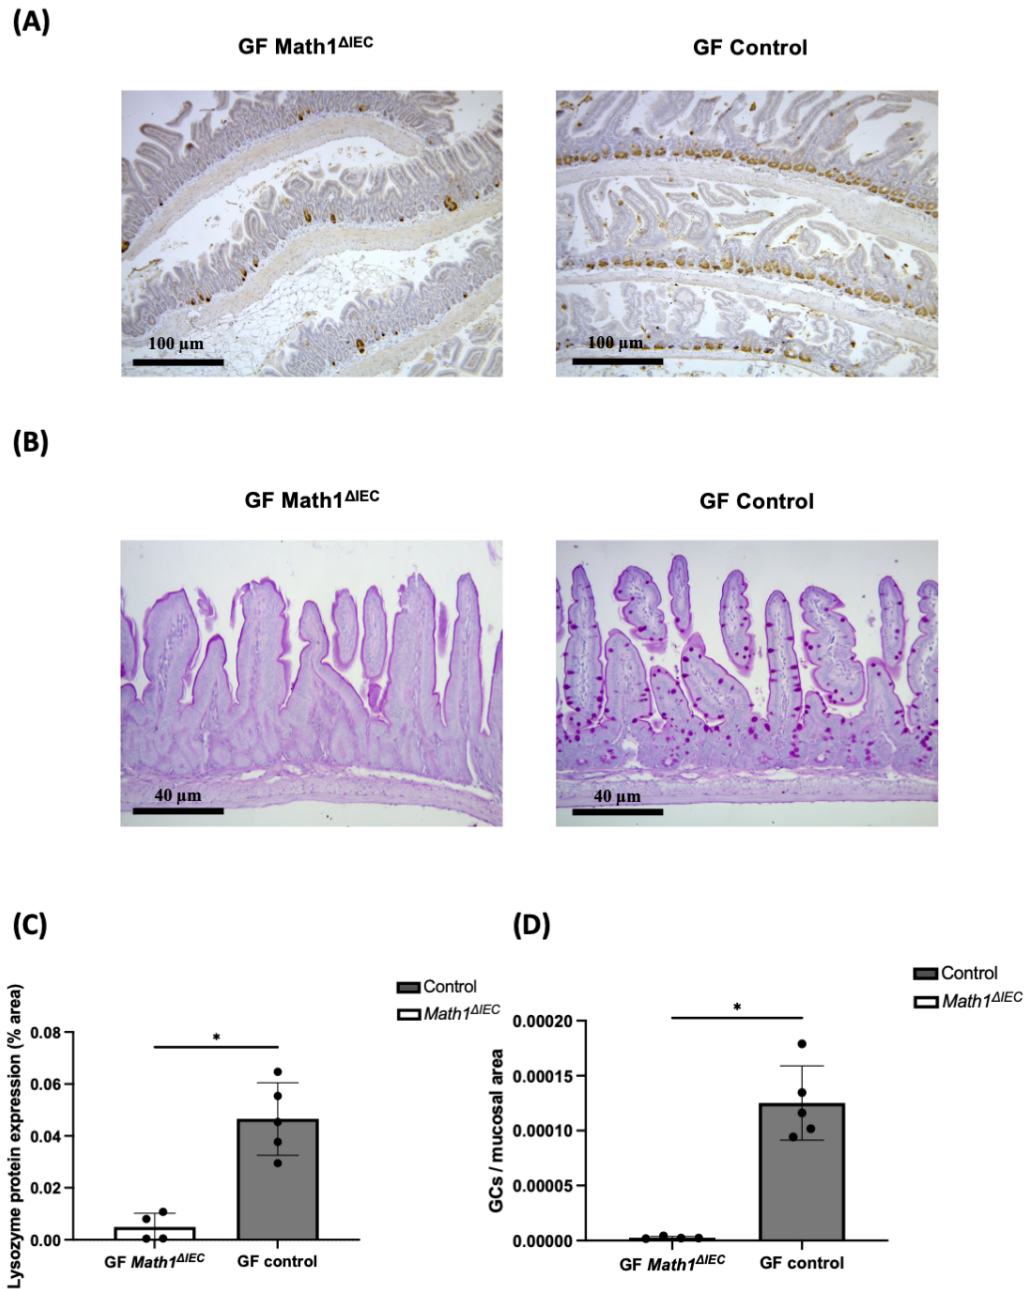 (A)
GF Math1ΔIEC
GF Control
100 µm
100 µm
(B)
GF Math1ΔIEC
GF Control
40 µm
40 µm
(C)
Lysozyme protein expression (% area)
0.08
0.06
0.04
0.02
0.00
*
Control
Math1ΔIEC
GF Math1ΔIEC
GF control
(D)
GCs / mucosal area
0.00020
0.00015
0.00010
0.00005
0.00000
*
Control
Math1ΔIEC
GF Math1ΔIEC
GF control